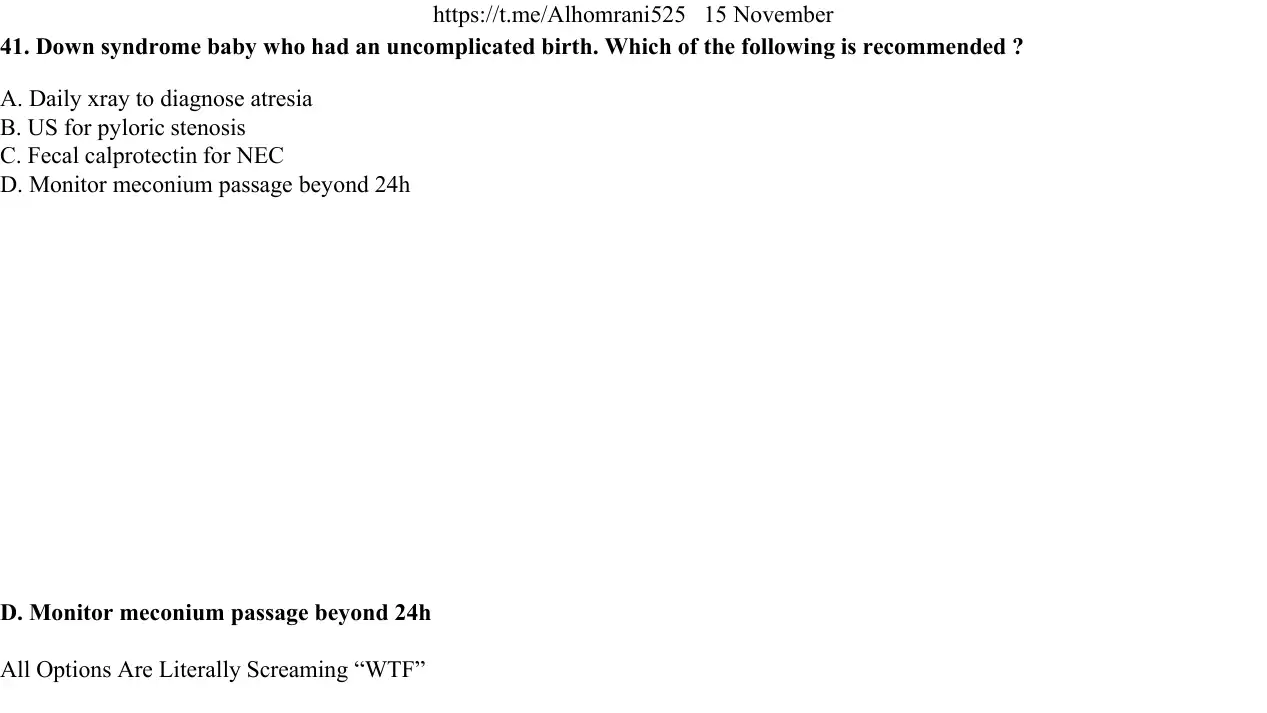 https://t.me/Alhomrani525 15 November
41. Down syndrome baby who had an uncomplicated birth. Which of the following is recommended ?
A. Daily xray to diagnose atresia
B. US for pyloric stenosis
C. Fecal calprotectin for NEC
D. Monitor meconium passage beyond 24h
D. Monitor meconium passage beyond 24h
All Options Are Literally Screaming “WTF”